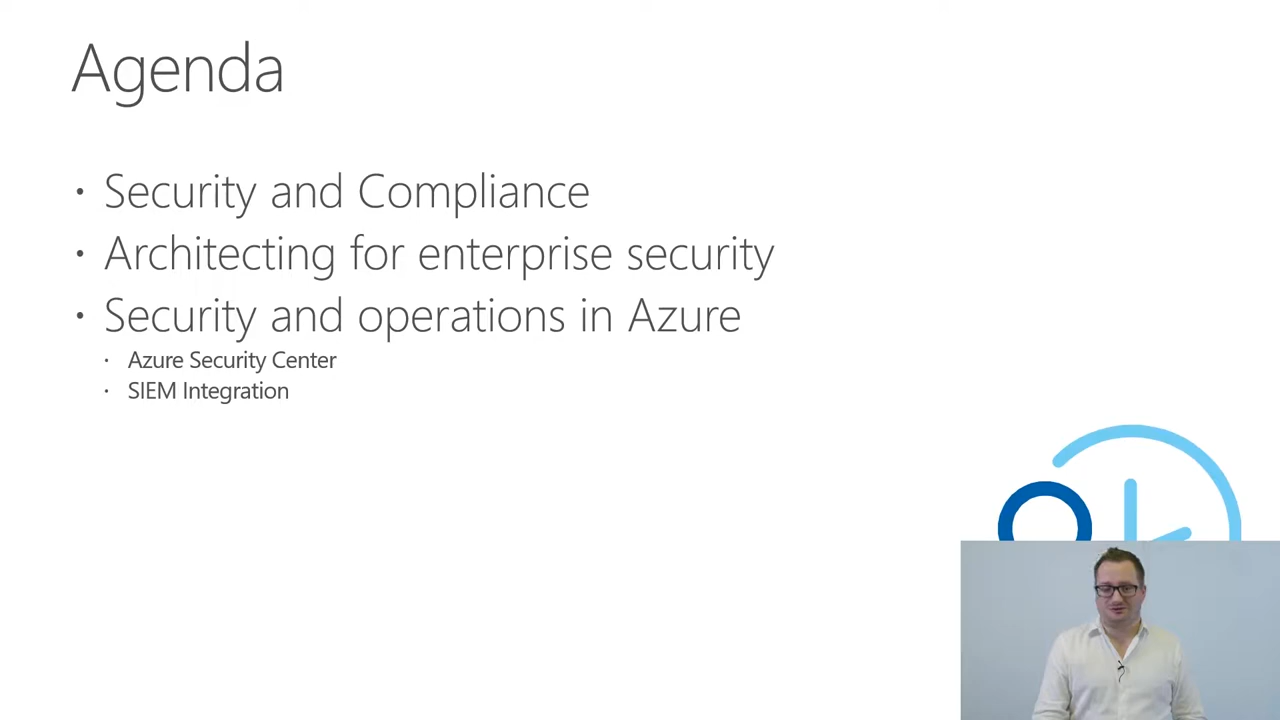 Agenda
· Security and Compliance
· Architecting for enterprise security
· Security and operations in Azure
· Azure Security Center
· SIEM Integration